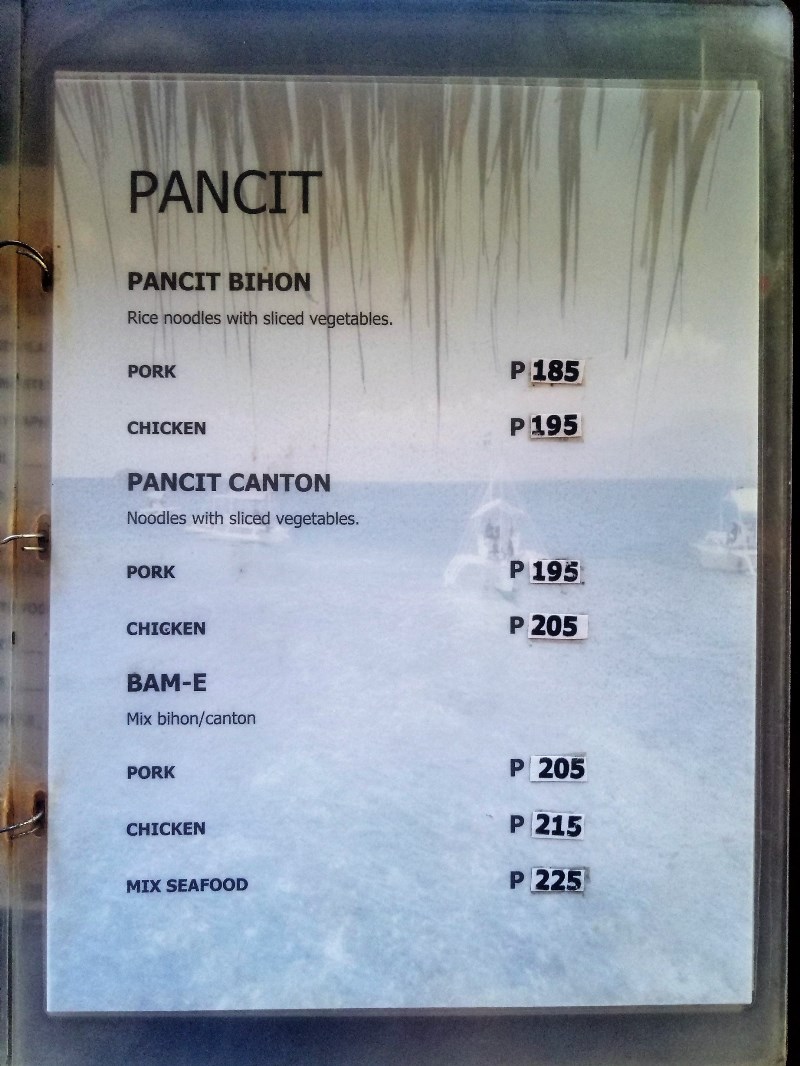 PANCIT
PANCIT BIHON
Rice noodles with sliced vegetables.
PORK P 185
CHICKEN P 195
PANCIT CANTON
Noodles with sliced vegetables.
PORK P 195
CHICKEN P 205
BAM-E
Mix bihon/canton
PORK P 205
CHICKEN P 215
MIX SEAFOOD P 225